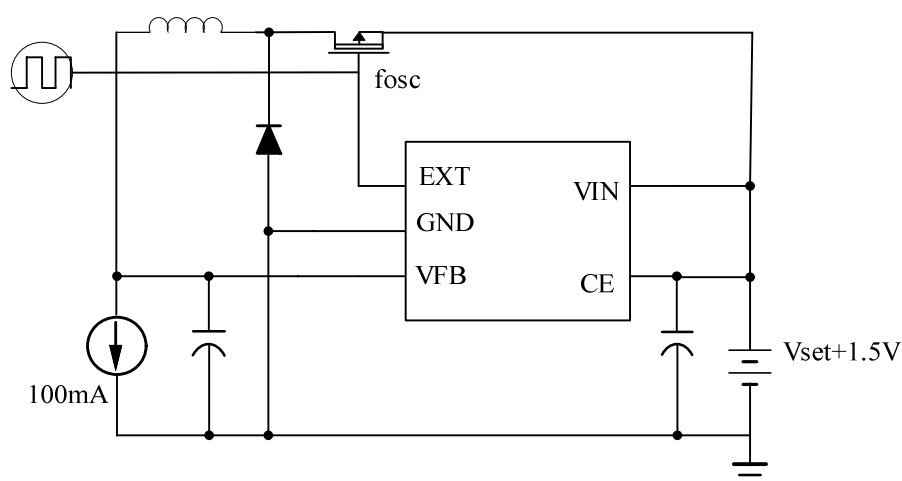 fosc
EXT
VIN
GND
VFB
CE
Vset+1.5V
100mA